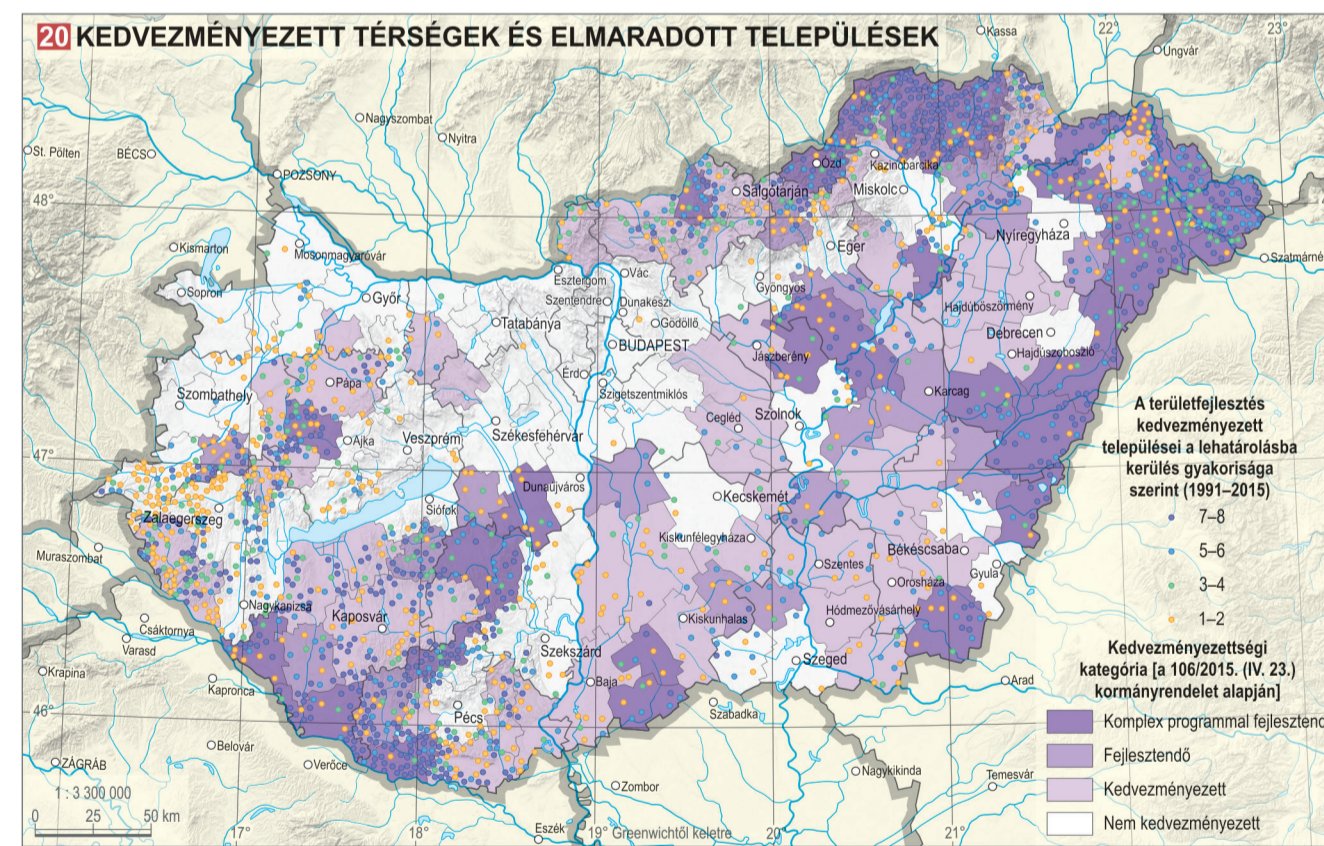 20 KEDVEZMÉNYEZETT TÉRSÉGEK ÉS ELMARADOTT TELEPÜLÉSEK
Kassa
22°
23°
Ungvár
Nagyszombat
Nyitra
St. Pölten
BÉCS
POZSONY
Ózd
Kazincbarcika
Salgótarján
Miskolc
48°
48°
Kismarton
Mosonmagyaróvár
Eger
Nyíregyháza
Szatmárné
Sopron
Győr
Esztergom
Vác
Gyöngyös
Szentendre
Dunakeszi
Hajdúböszörmény
Tatabánya
Gödöllő
Debrecen
BUDAPEST
Jászberény
Hajdúszoboszló
Pápa
Érd
Szombathely
Szigetszentmiklós
Karcag
Cegléd
Szolnok
Ajka
Veszprém
Székesfehérvár
47°
47°
Dunaújváros
Kecskemét
Zalaegerszeg
Siófok
Kiskunfélegyháza
Békéscsaba
Muraszombat
Szentes
Gyula
Orosháza
Nagykanizsa
Kaposvár
Hódmezővásárhely
Csáktornya
Kiskunhalas
Varasd
Szekszárd
Szeged
Krapina
Kapronca
Baja
Arad
46°
46°
Pécs
Szabadka
Belovár
ZÁGRÁB
Verőce
Nagykikinda
Temesvár
Zombor
Eszék
Greenwichtől keletre
17°
18°
19°
20°
21°
1 : 3 300 000
0 25 50 km
A területfejlesztés
kedvezményezett
települései a lehatárolásba
kerülés gyakorisága
szerint (1991–2015)
7–8
5–6
3–4
1–2
Kedvezményezettségi
kategória [a 106/2015. (IV. 23.)
kormányrendelet alapján]
Komplex programmal fejlesztend
Fejlesztendő
Kedvezményezett
Nem kedvezményezett